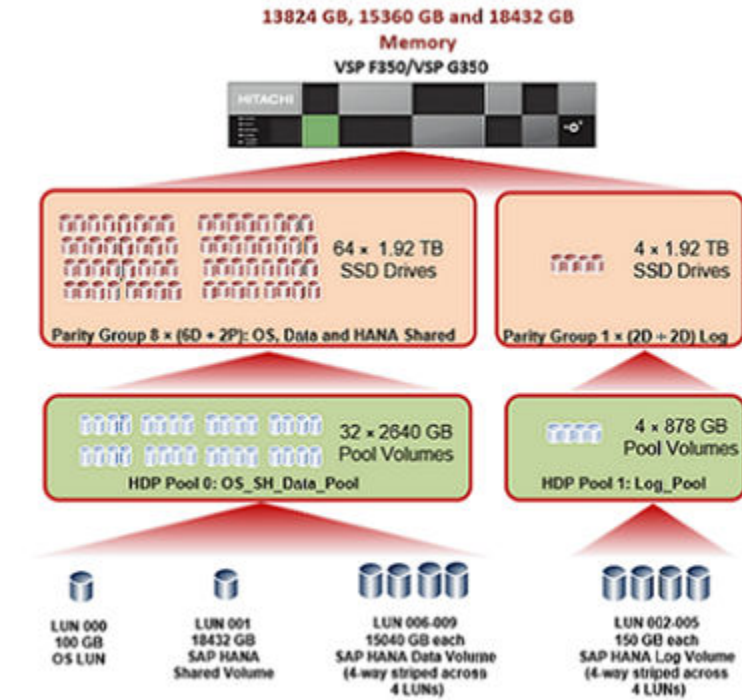 13824 GB, 15360 GB and 18432 GB
Memory
VSP F350/VSP G350
HITACHI
64 × 1.92 TB
SSD Drives
Parity Group 8 × (6D + 2P): OS, Data and HANA Shared
4 × 1.92 TB
SSD Drives
Parity Group 1 × (2D + 2D) Log
32 × 2640 GB
Pool Volumes
HDP Pool 0: OS_SH_Data_Pool
4 × 878 GB
Pool Volumes
HDP Pool 1: Log_Pool
LUN 000
100 GB
OS LUN
LUN 001
18432 GB
SAP HANA
Shared Volume
LUN 006-009
15040 GB each
SAP HANA Data Volume
(4-way striped across
4 LUNs)
LUN 002-005
150 GB each
SAP HANA Log Volume
(4-way striped across
4 LUNs)